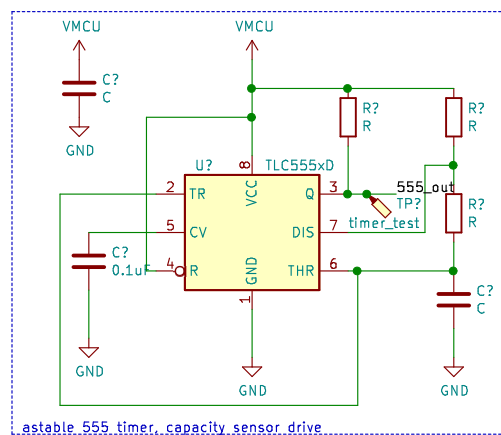 VMCU
VMCU
C?
C
GND
R?
R
R?
R
U?
TLC555xD
8
VCC
2
TR
Q
3
555_out
TP?
timer_test
R?
R
5
CV
DIS
7
C?
0.1uF
4
R
GND
THR
6
1
C?
C
GND
GND
GND
astable 555 timer, capacity sensor drive